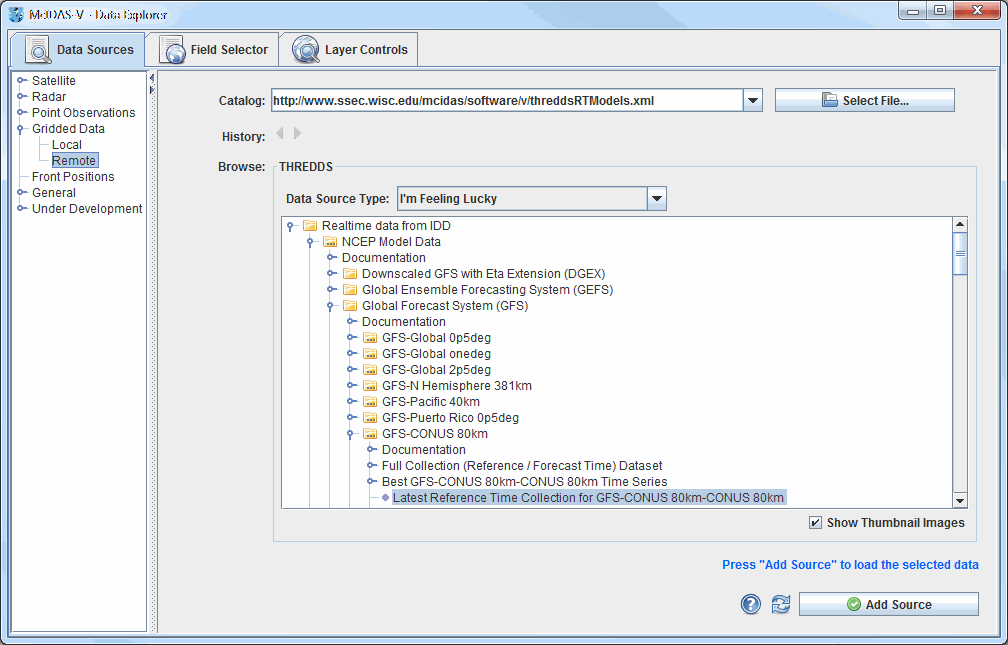 McIDAS-V - Data Explorer
Data Sources
Field Selector
Layer Controls
Satellite
Radar
Point Observations
Gridded Data
Local
Remote
Front Positions
General
Under Development
Catalog: http://www.ssec.wisc.edu/mcidas/software/v/threddsRTModels.xml
Select File...
History:
Browse:
THREDDS
Data Source Type: I'm Feeling Lucky
Realtime data from IDD
NCEP Model Data
Documentation
Downscaled GFS with Eta Extension (DGEX)
Global Ensemble Forecasting System (GEFS)
Global Forecast System (GFS)
Documentation
GFS-Global 0p5deg
GFS-Global onedeg
GFS-Global 2p5deg
GFS-N Hemisphere 381km
GFS-Pacific 40km
GFS-Puerto Rico 0p5deg
GFS-CONUS 80km
Documentation
Full Collection (Reference / Forecast Time) Dataset
Best GFS-CONUS 80km-CONUS 80km Time Series
Latest Reference Time Collection for GFS-CONUS 80km-CONUS 80km
Show Thumbnail Images
Press "Add Source" to load the selected data
? Add Source